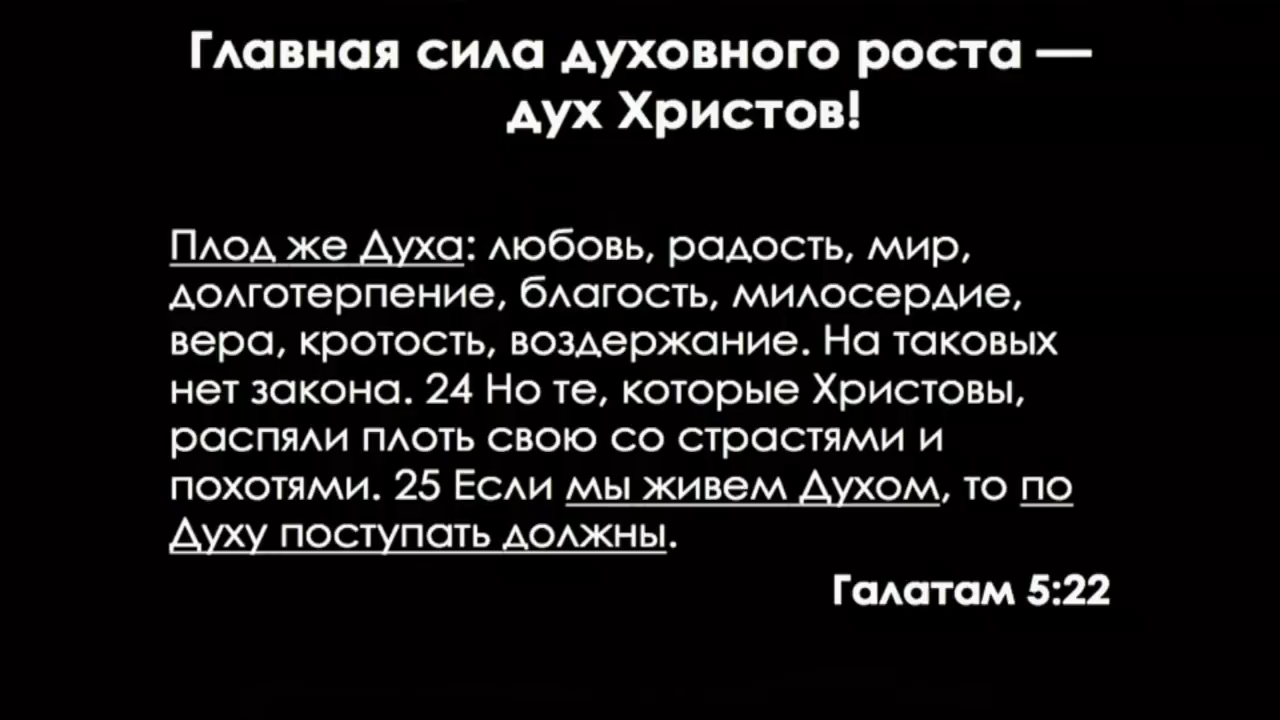 Главная сила духовного роста —
дух Христов!
Плод же Духа: любовь, радость, мир,
долготерпение, благость, милосердие,
вера, кротость, воздержание. На таковых
нет закона. 24 Но те, которые Христовы,
распяли плоть свою со страстями и
похотями. 25 Если мы живем Духом, то по
Духу поступать должны.
Галатам 5:22